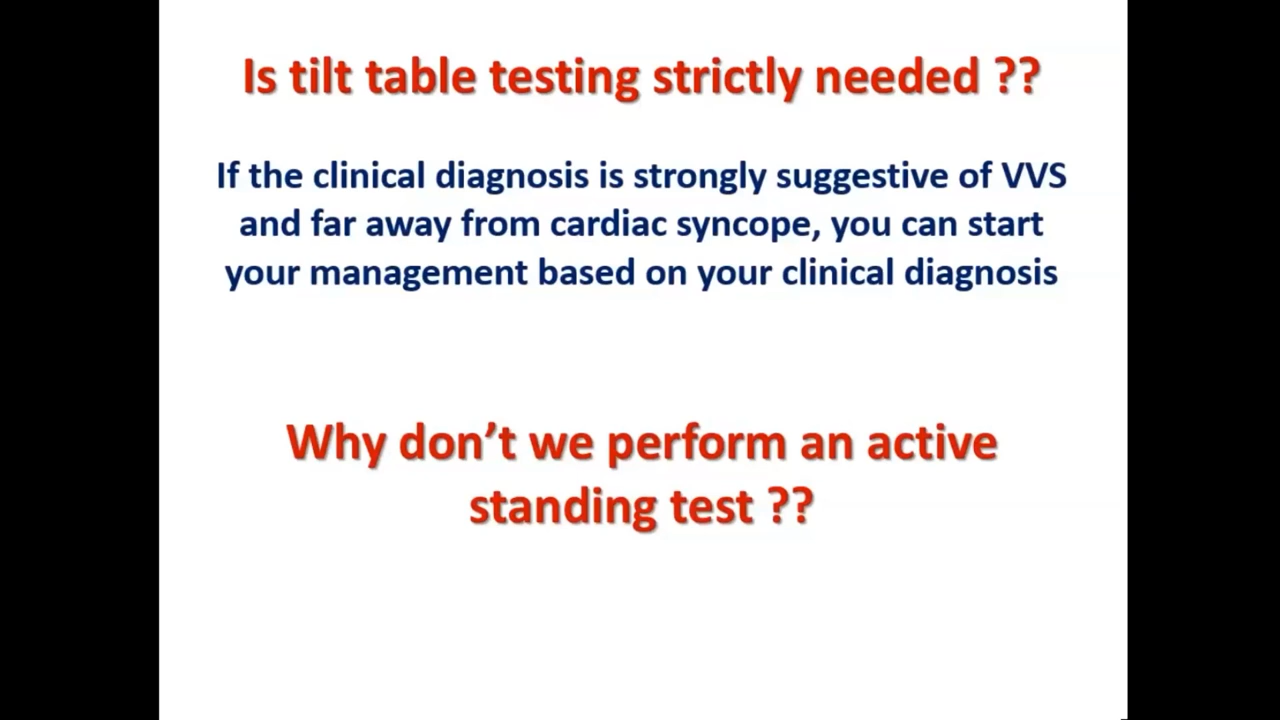 Is tilt table testing strictly needed ??
If the clinical diagnosis is strongly suggestive of VVS
and far away from cardiac syncope, you can start
your management based on your clinical diagnosis
Why don’t we perform an active
standing test ??